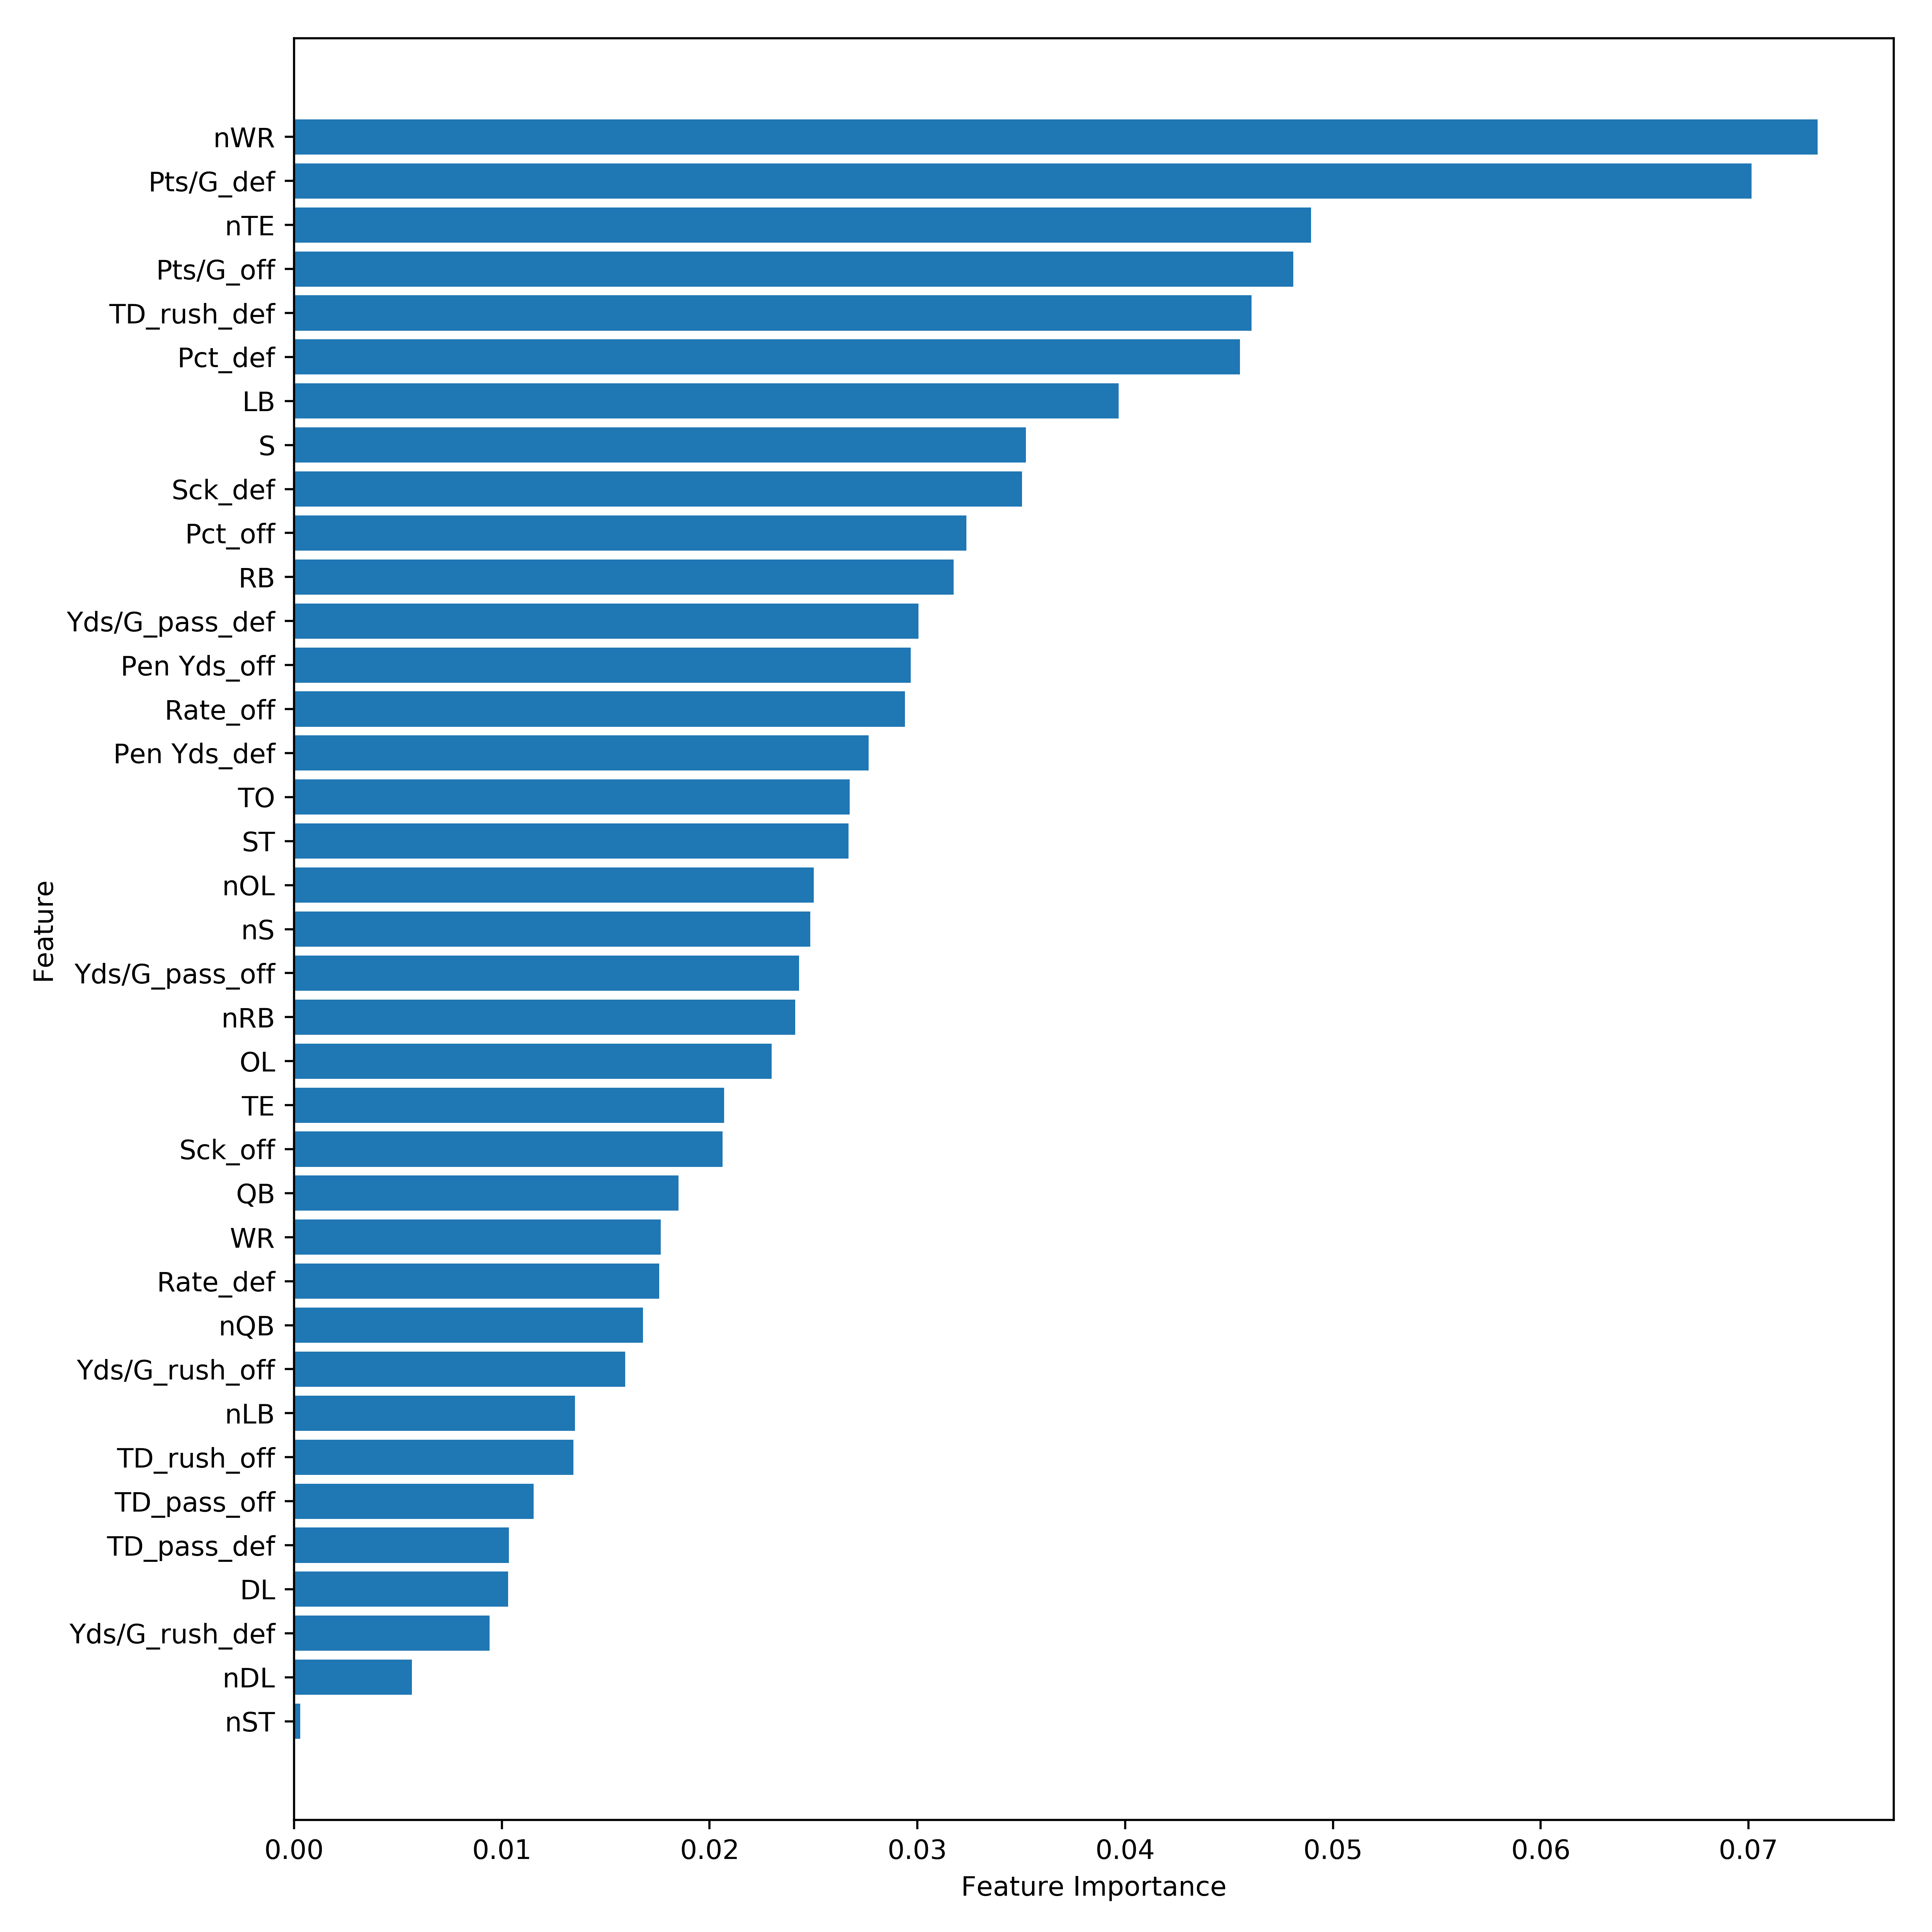 nWR
Pts/G_def
nTE
Pts/G_off
TD_rush_def
Pct_def
LB
S
Sck_def
Pct_off
RB
Yds/G_pass_def
Pen Yds_off
Rate_off
Pen Yds_def
TO
ST
nOL
nS
Yds/G_pass_off
nRB
OL
TE
Sck_off
QB
WR
Rate_def
nQB
Yds/G_rush_off
nLB
TD_rush_off
TD_pass_off
TD_pass_def
DL
Yds/G_rush_def
nDL
nST
Feature
0.00 0.01 0.02 0.03 0.04 0.05 0.06 0.07
Feature Importance